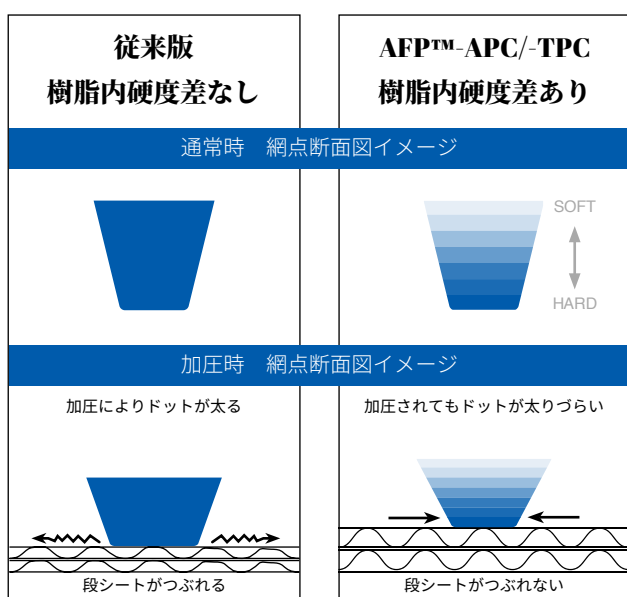 従来版
樹脂内硬度差なし
AFP™-APC/-TPC
樹脂内硬度差あり
通常時　網点断面図イメージ
SOFT
HARD
加圧時　網点断面図イメージ
加圧によりドットが太る
加圧されてもドットが太りづらい
段シートがつぶれる
段シートがつぶれない